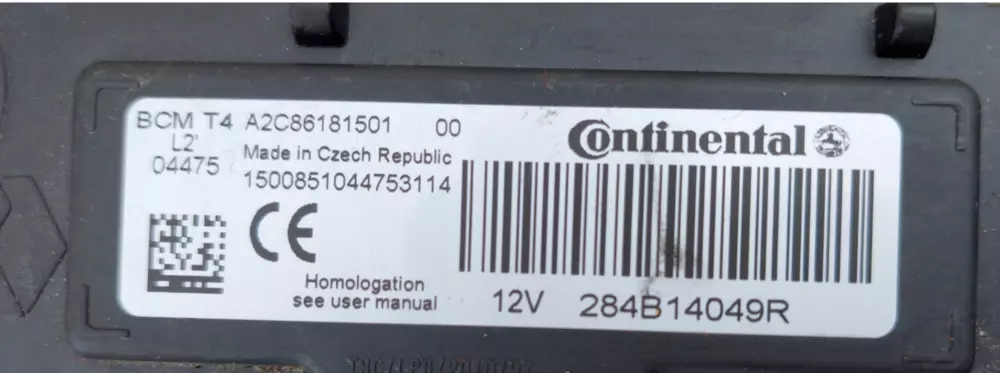 BCM T4 A2C86181501 00
L2'
04475
Made in Czech Republic
1500851044753114
Continental
CE
Homologation
see user manual
12V 284B14049R